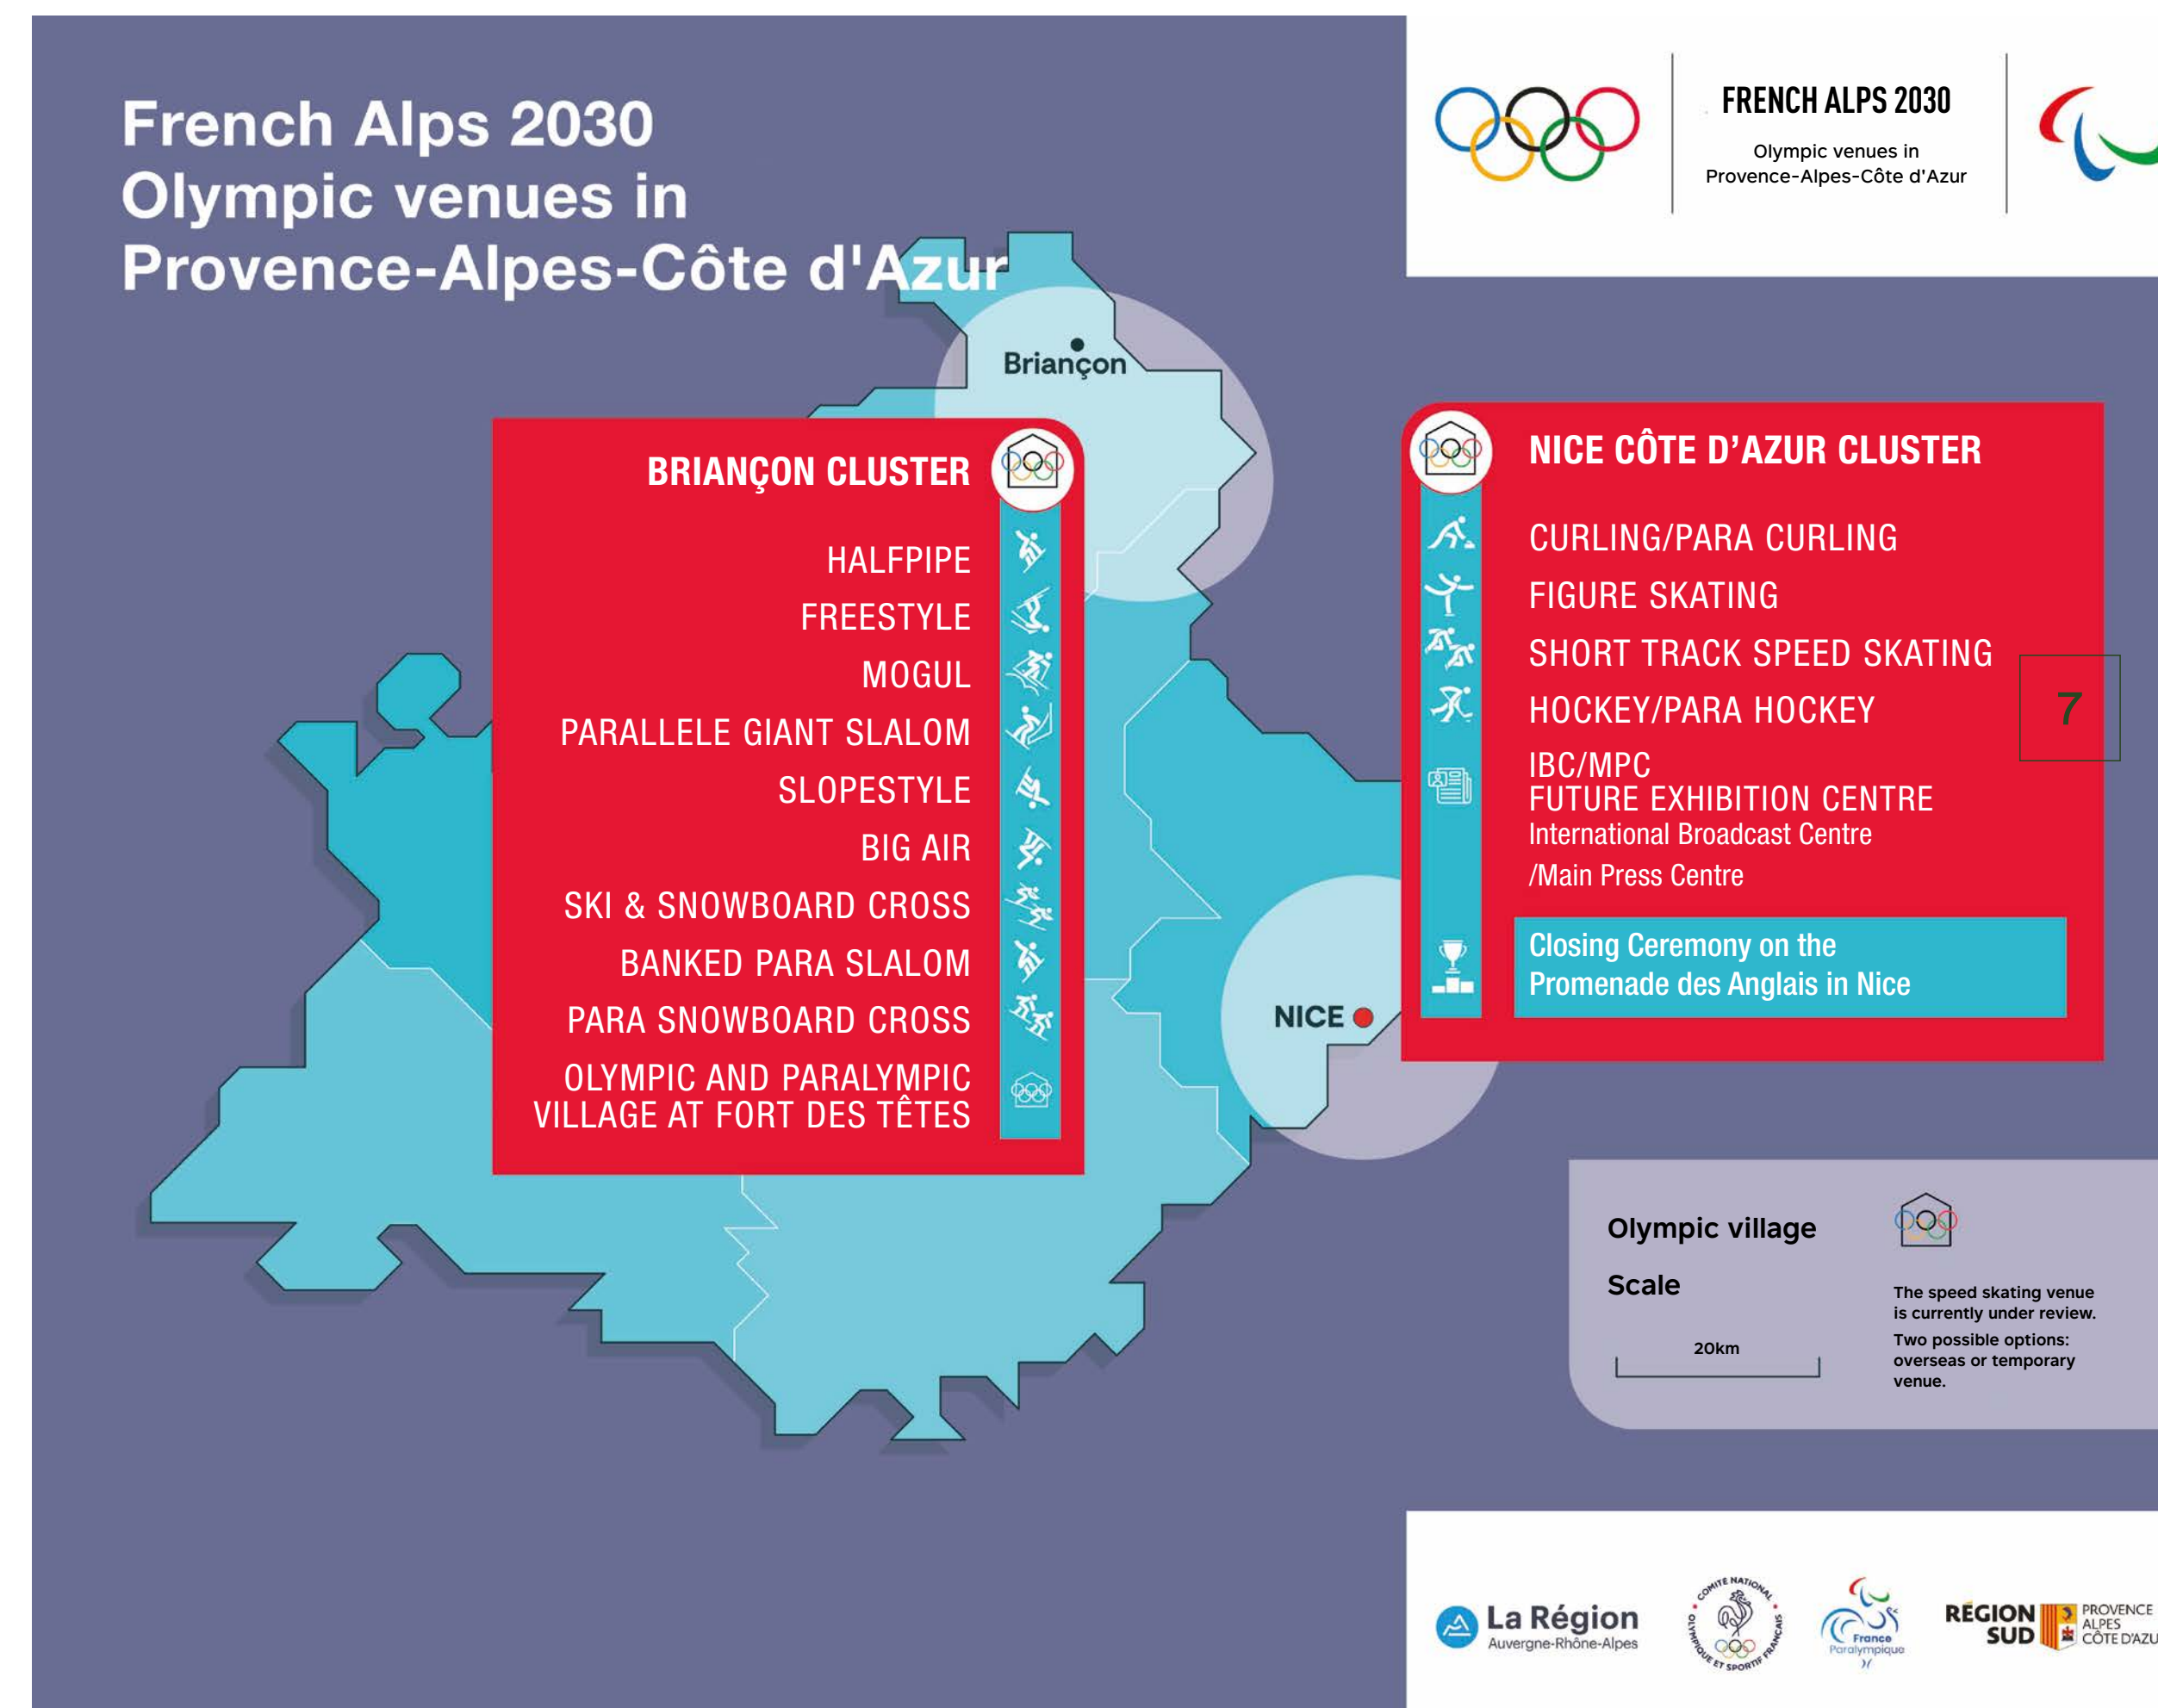 French Alps 2030
Olympic venues in
Provence-Alpes-Côte d'Azur
FRENCH ALPS 2030
Olympic venues in
Provence-Alpes-Côte d'Azur
Briançon
BRIANÇON CLUSTER
HALFPIPE
FREESTYLE
MOGUL
PARALLELE GIANT SLALOM
SLOPESTYLE
BIG AIR
SKI & SNOWBOARD CROSS
BANKED PARA SLALOM
PARA SNOWBOARD CROSS
OLYMPIC AND PARALYMPIC
VILLAGE AT FORT DES TÊTES
NICE CÔTE D’AZUR CLUSTER
CURLING/PARA CURLING
FIGURE SKATING
SHORT TRACK SPEED SKATING
HOCKEY/PARA HOCKEY
7
IBC/MPC
FUTURE EXHIBITION CENTRE
International Broadcast Centre
/Main Press Centre
Closing Ceremony on the
Promenade des Anglais in Nice
NICE
Olympic village
Scale
20km
The speed skating venue
is currently under review.
Two possible options:
overseas or temporary
venue.
La Région
Auvergne-Rhône-Alpes
COMITÉ NATIONAL
OLYMPIQUE ET SPORTIF FRANÇAIS
France
Paralympique
RÉGION
SUD
PROVENCE
ALPES
CÔTE D'AZU